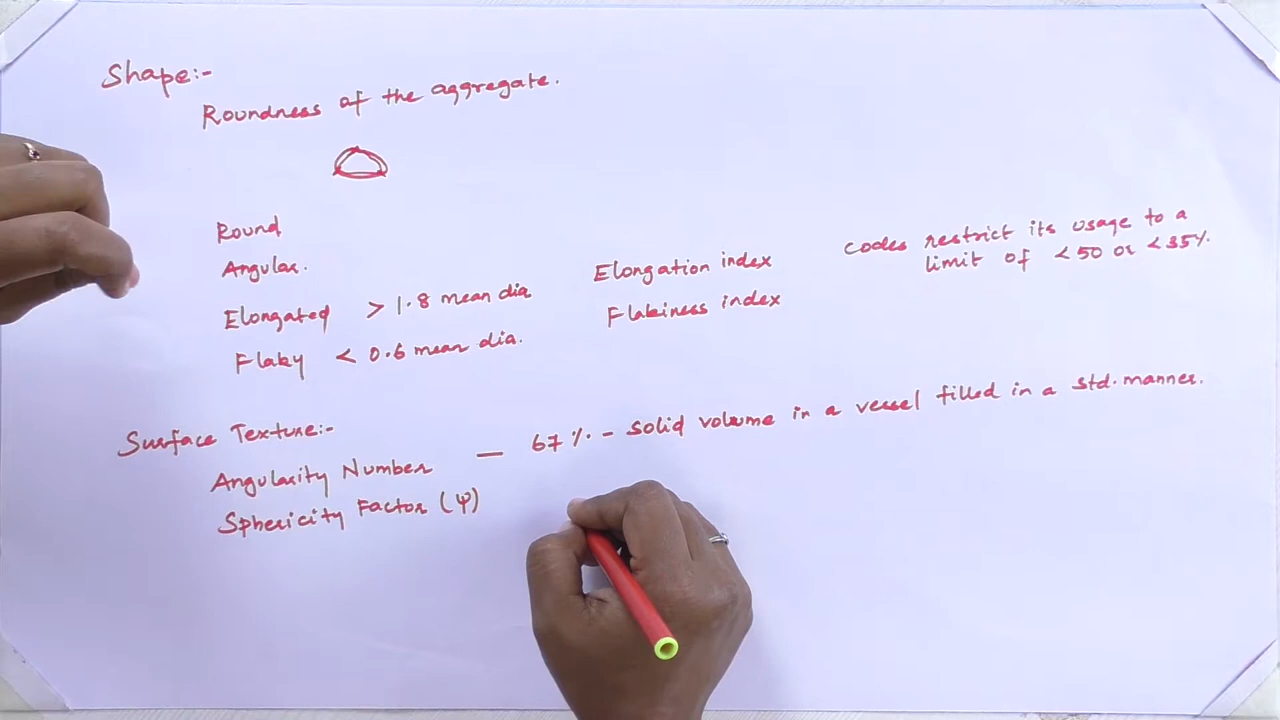 Shape:-
Roundness of the aggregate.
Round
Angular.
Elongated > 1.8 mean dia
Elongation index
Flaky < 0.6 mean dia.
Flakiness index
codes restrict its usage to a
limit of < 50 or < 35%.
Surface Texture:-
Angularity Number — 67% - solid volume in a vessel filled in a std. manner.
Sphericity Factor (ψ)